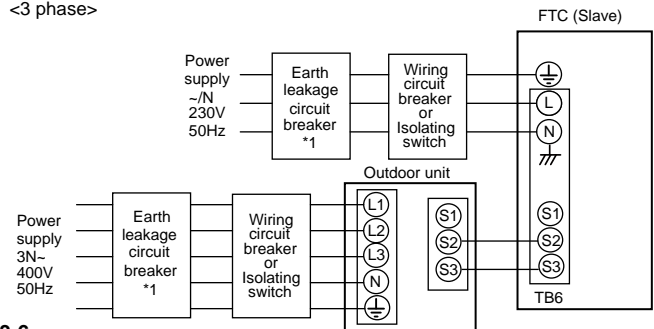 <3 phase>
FTC (Slave)
Power
supply
~/N
230V
50Hz
Earth
leakage
circuit
breaker
*1
Wiring
circuit
breaker
or
Isolating
switch
L
N
S1
S2
S3
TB6
Outdoor unit
Power
supply
3N~
400V
50Hz
Earth
leakage
circuit
breaker
*1
Wiring
circuit
breaker
or
Isolating
switch
L1
L2
L3
N
S1
S2
S3